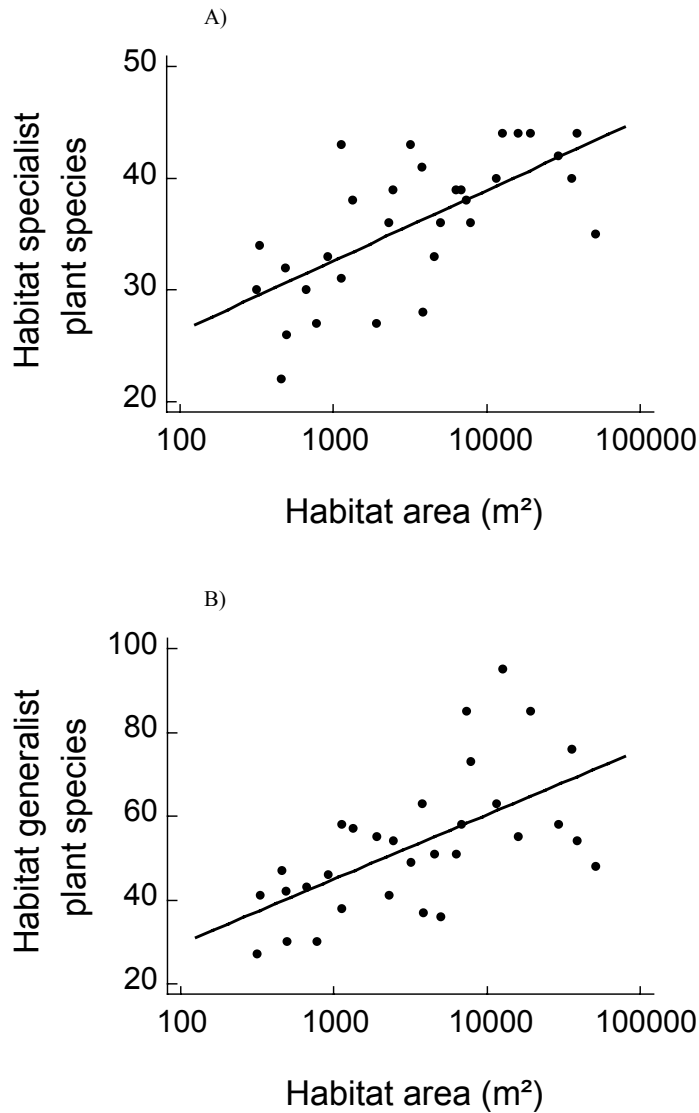 A)
50
40
30
20
Habitat specialist
plant species
100 1000 10000 100000
Habitat area (m²)
B)
100
80
60
40
20
Habitat generalist
plant species
100 1000 10000 100000
Habitat area (m²)